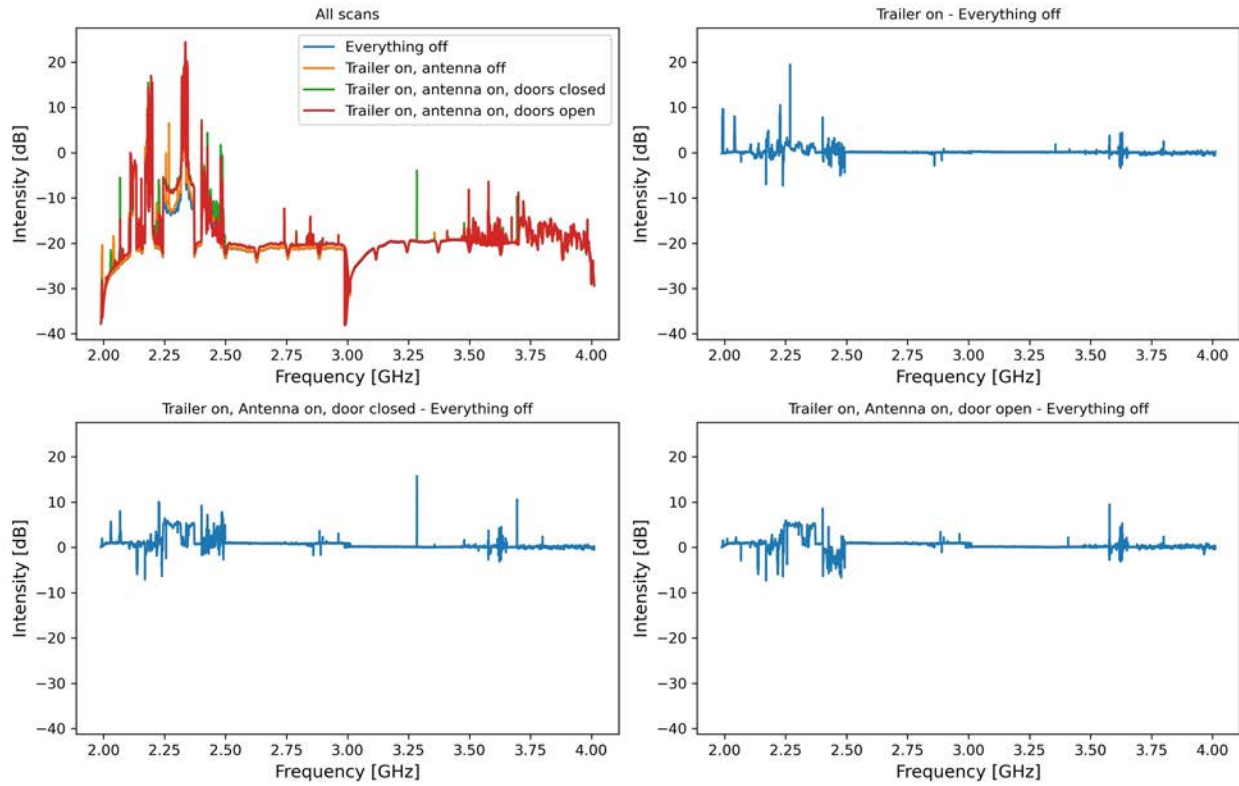 All scans
Everything off
Trailer on, antenna off
Trailer on, antenna on, doors closed
Trailer on, antenna on, doors open
20
10
0
−10
−20
−30
−40
Intensity [dB]
2.00 2.25 2.50 2.75 3.00 3.25 3.50 3.75 4.00
Frequency [GHz]
Trailer on - Everything off
20
10
0
−10
−20
−30
−40
Intensity [dB]
2.00 2.25 2.50 2.75 3.00 3.25 3.50 3.75 4.00
Frequency [GHz]
Trailer on, Antenna on, door closed - Everything off
20
10
0
−10
−20
−30
−40
Intensity [dB]
2.00 2.25 2.50 2.75 3.00 3.25 3.50 3.75 4.00
Frequency [GHz]
Trailer on, Antenna on, door open - Everything off
20
10
0
−10
−20
−30
−40
Intensity [dB]
2.00 2.25 2.50 2.75 3.00 3.25 3.50 3.75 4.00
Frequency [GHz]